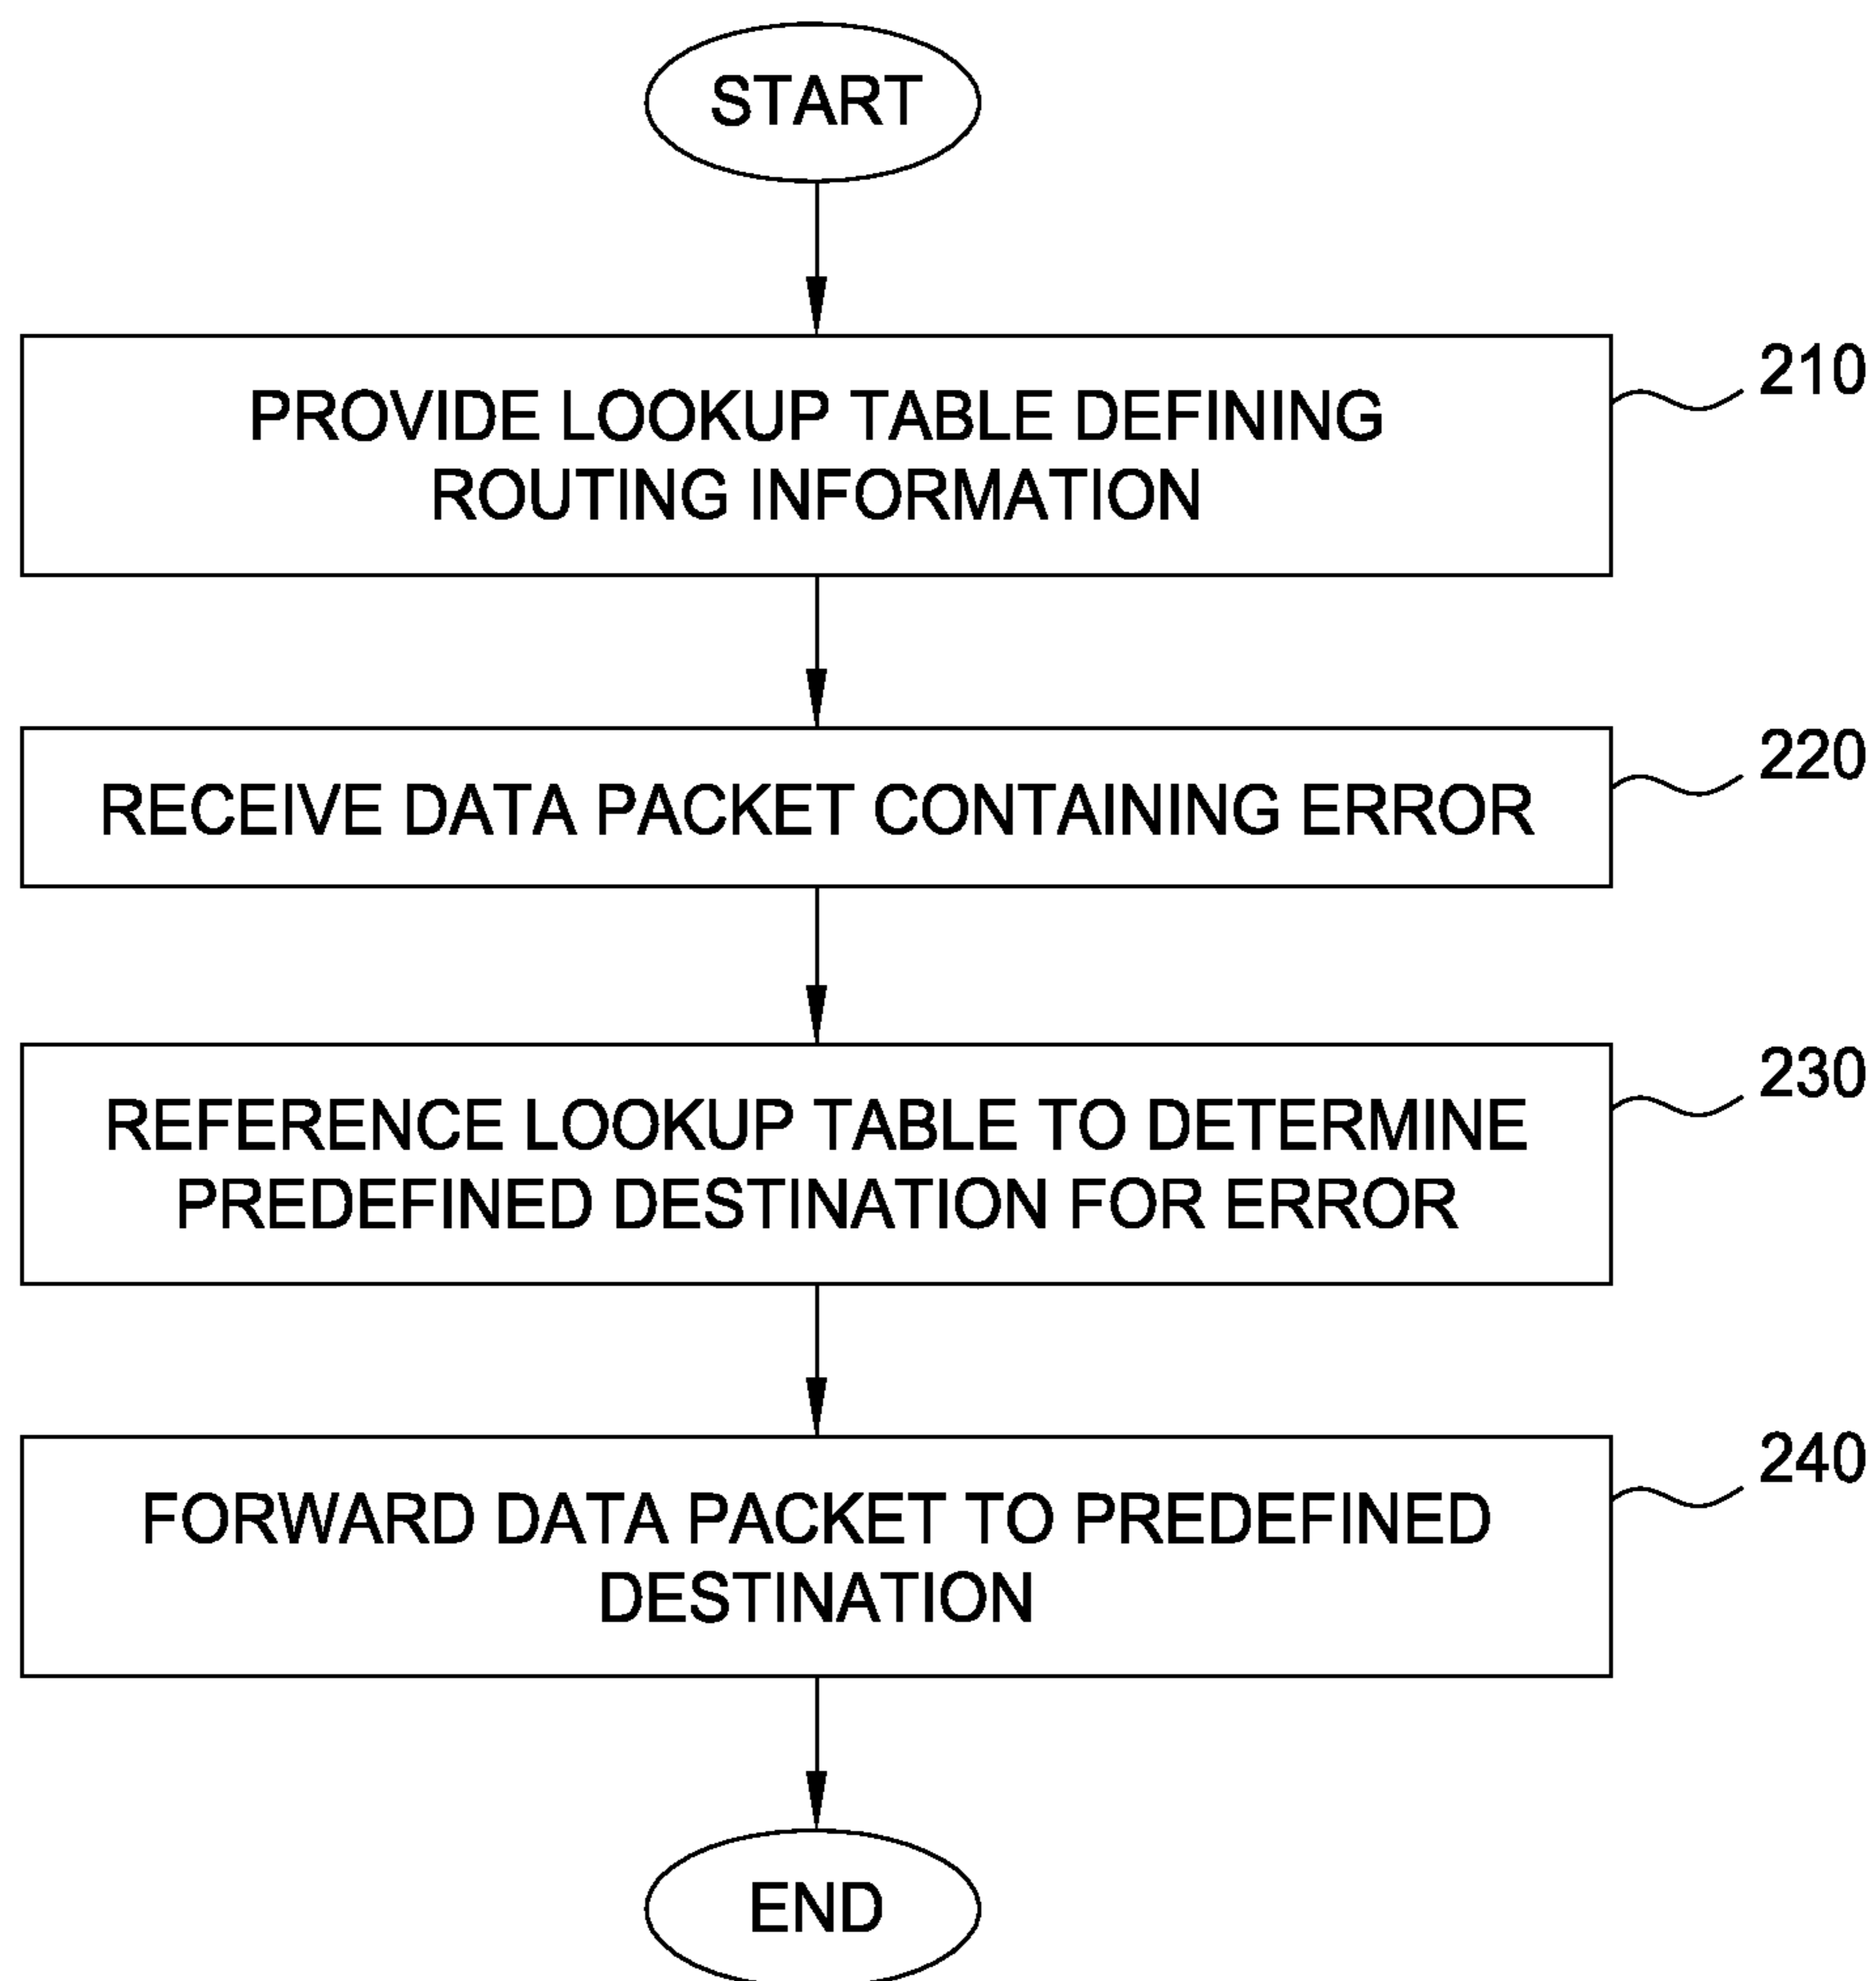 START
PROVIDE LOOKUP TABLE DEFINING
ROUTING INFORMATION
210
RECEIVE DATA PACKET CONTAINING ERROR
220
REFERENCE LOOKUP TABLE TO DETERMINE
PREDEFINED DESTINATION FOR ERROR
230
FORWARD DATA PACKET TO PREDEFINED
DESTINATION
240
END